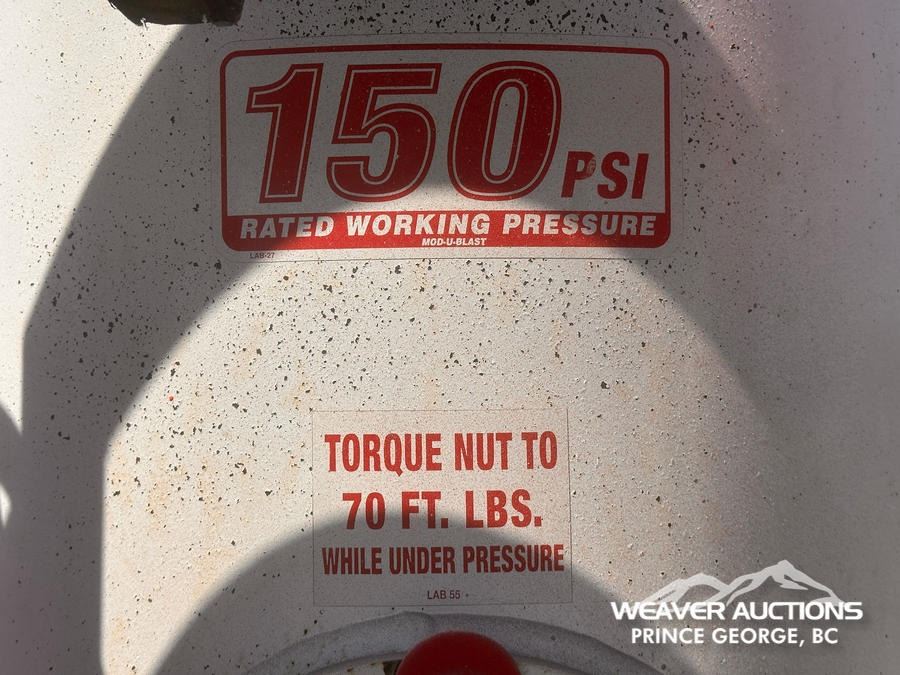 150 PSI
RATED WORKING PRESSURE
MOD-U-BLAST
LAB-27
TORQUE NUT TO
70 FT. LBS.
WHILE UNDER PRESSURE
LAB 55
WEAVER AUCTIONS
PRINCE GEORGE, BC